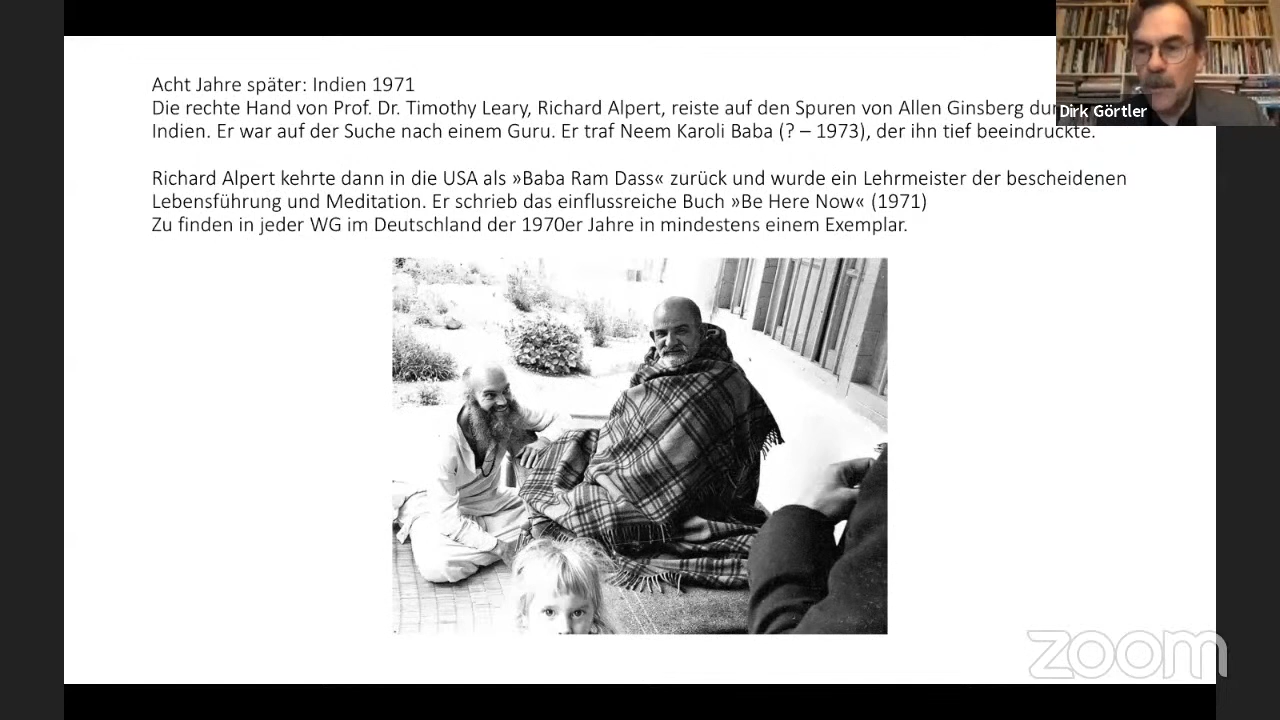 Acht Jahre später: Indien 1971
Die rechte Hand von Prof. Dr. Timothy Leary, Richard Alpert, reiste auf den Spuren von Allen Ginsberg
Indien. Er war auf der Suche nach einem Guru. Er traf Neem Karoli Baba (? – 1973), der ihn tief beeindruckte.
Richard Alpert kehrte dann in die USA als »Baba Ram Dass« zurück und wurde ein Lehrmeister der bescheidenen
Lebensführung und Meditation. Er schrieb das einflussreiche Buch »Be Here Now« (1971)
Zu finden in jeder WG im Deutschland der 1970er Jahre in mindestens einem Exemplar.
Dirk Görtler
zoom